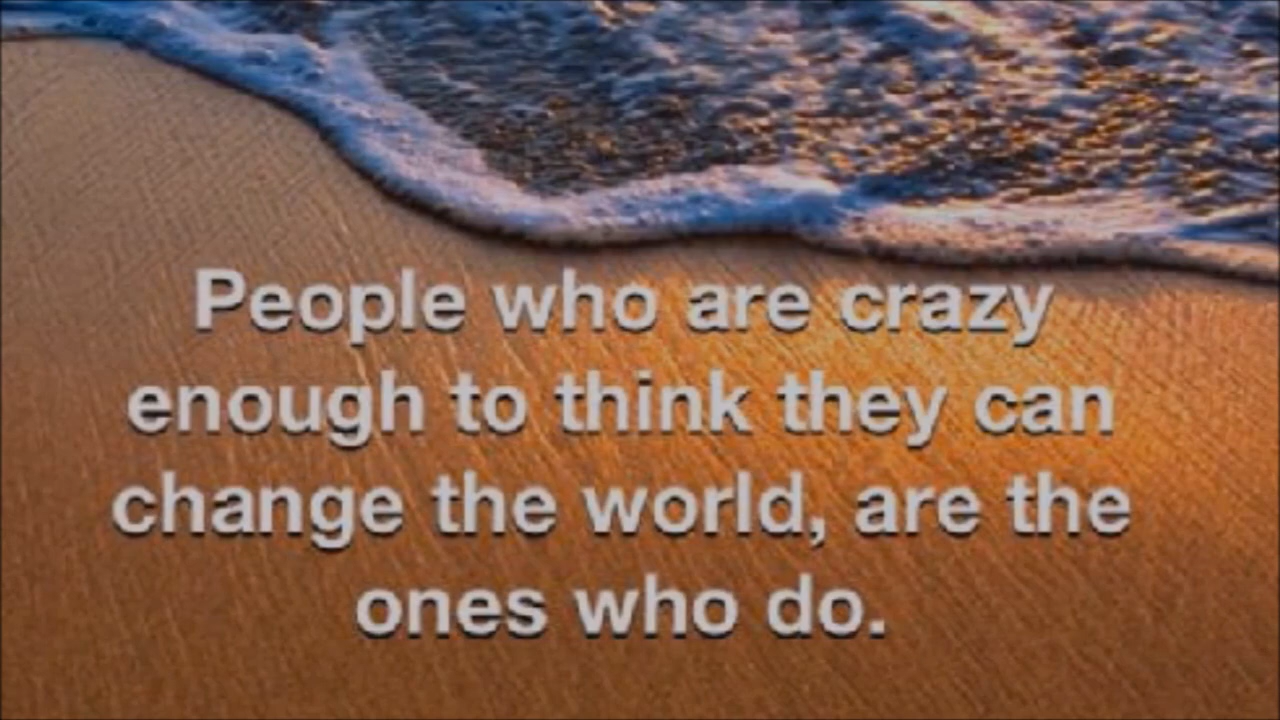 People who are crazy
enough to think they can
change the world, are the
ones who do.